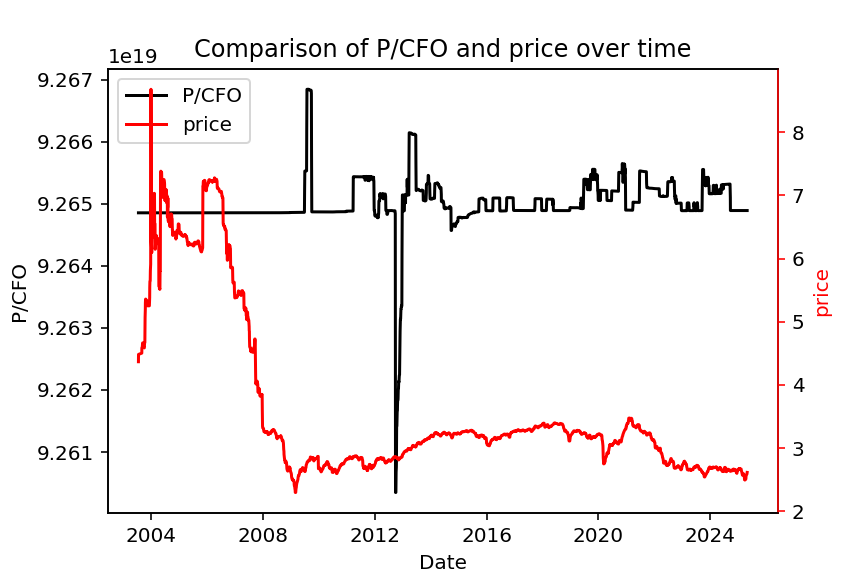 Comparison of P/CFO and price over time
1e19
P/CFO
price
9.267
9.266
9.265
9.264
9.263
9.262
9.261
P/CFO
8
7
6
5
4
3
2
price
2004 2008 2012 2016 2020 2024
Date